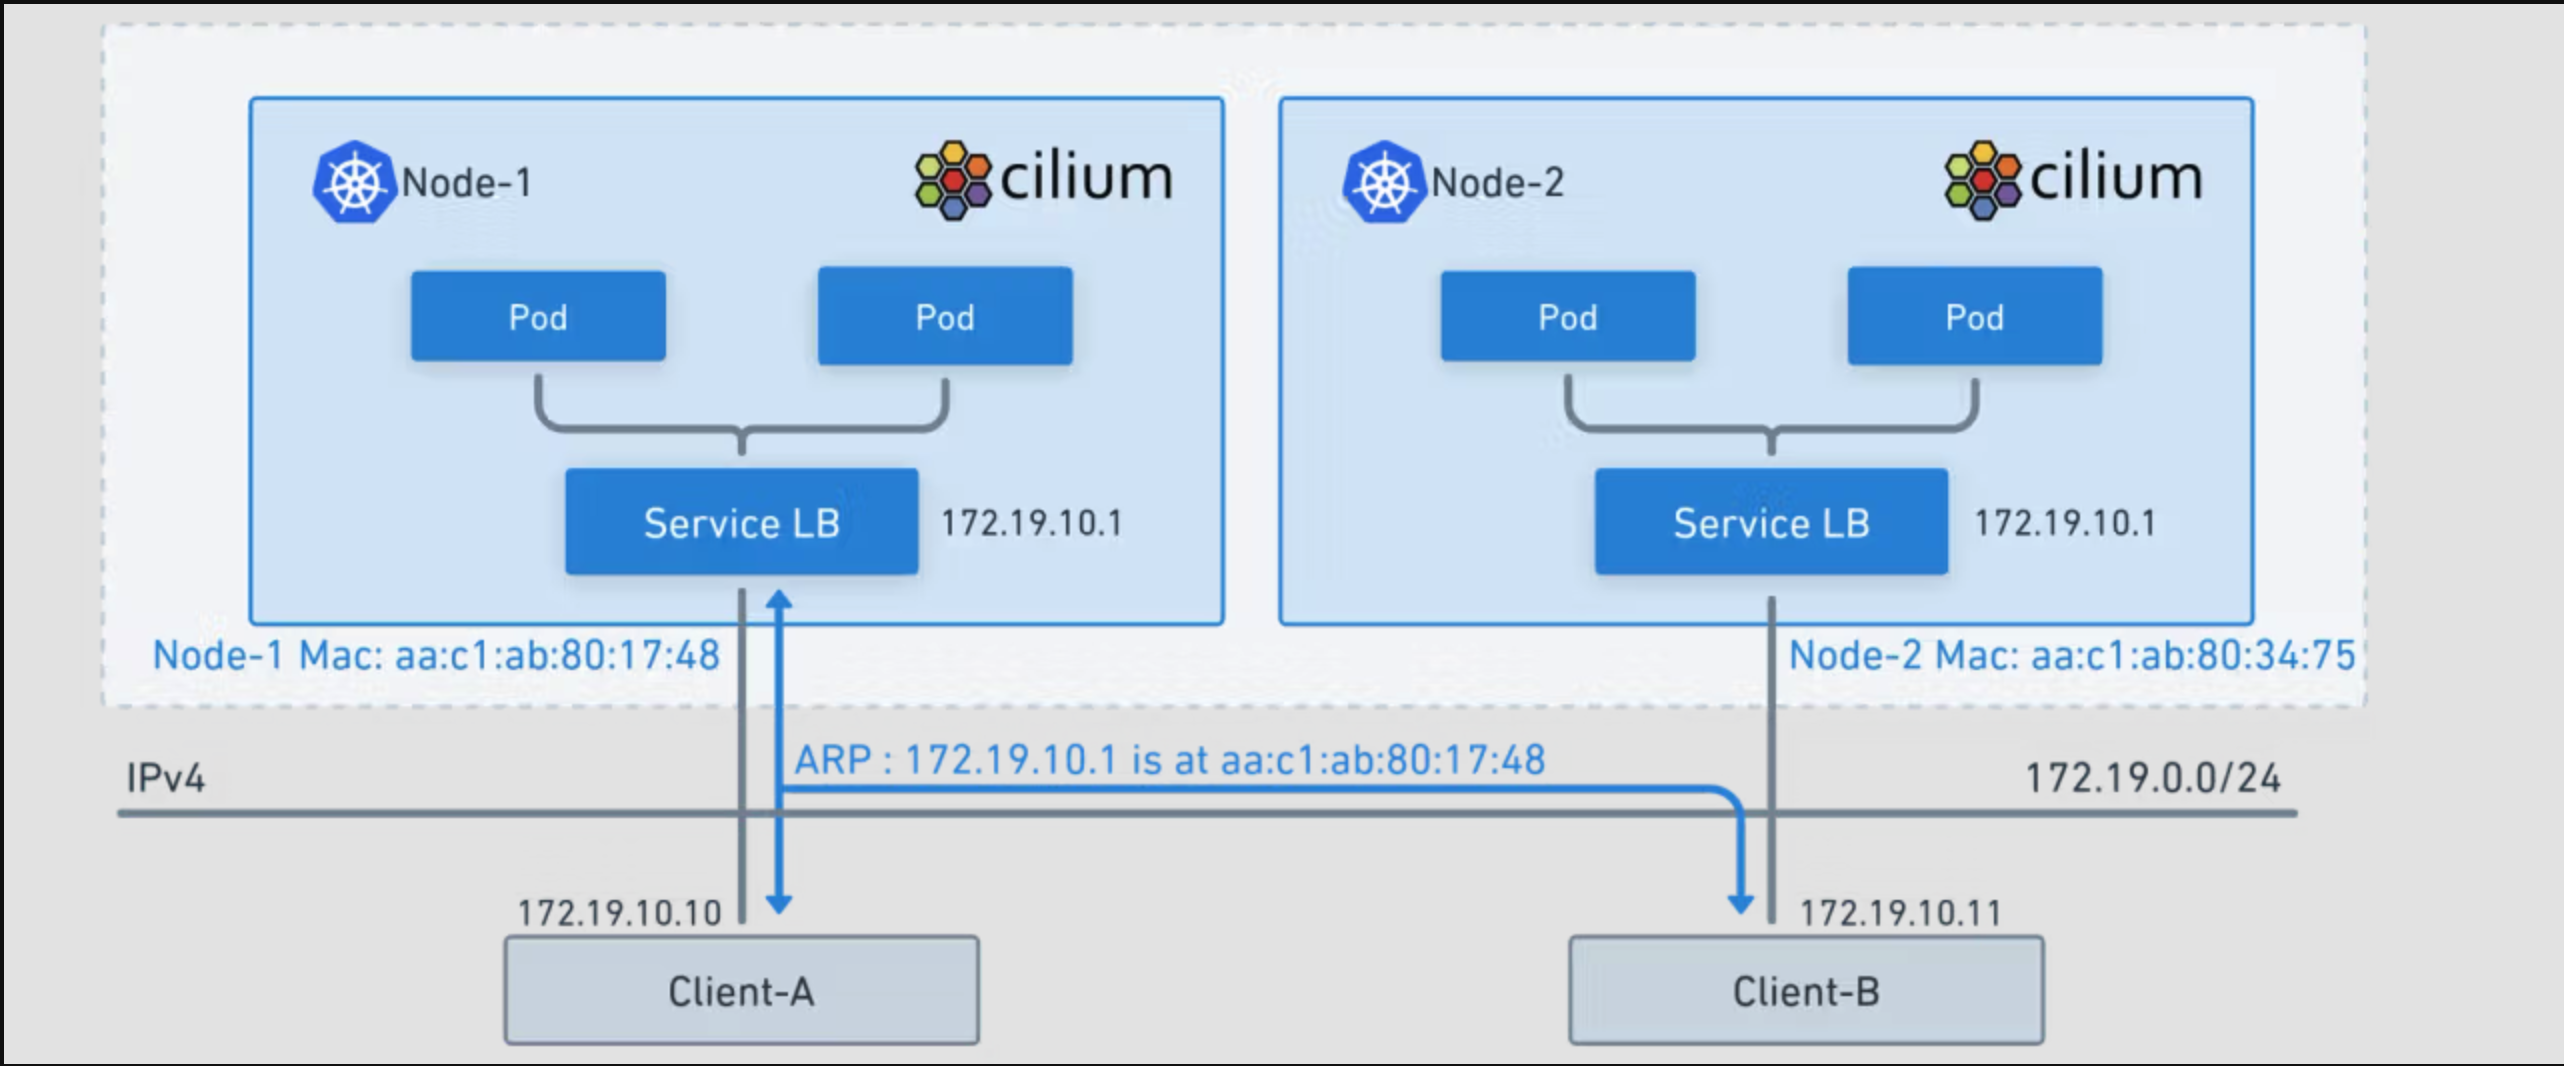 Node-1
cilium
Node-2
cilium
Pod
Pod
Pod
Pod
Service LB
172.19.10.1
Service LB
172.19.10.1
Node-1 Mac: aa:c1:ab:80:17:48
Node-2 Mac: aa:c1:ab:80:34:75
ARP : 172.19.10.1 is at aa:c1:ab:80:17:48
IPv4
172.19.0.0/24
172.19.10.10
172.19.10.11
Client-A
Client-B